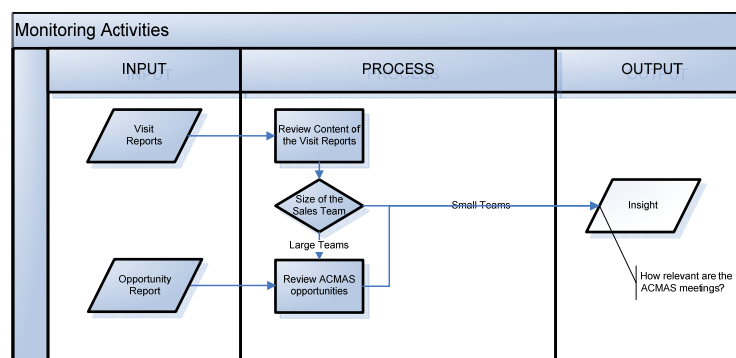 Monitoring Activities
INPUT
PROCESS
OUTPUT
Visit
Reports
Review Content of
the Visit Reports
Size of the
Sales Team
Small Teams
Insight
Large Teams
Opportunity
Report
Review ACMAS
opportunities
How relevant are the
ACMAS meetings?